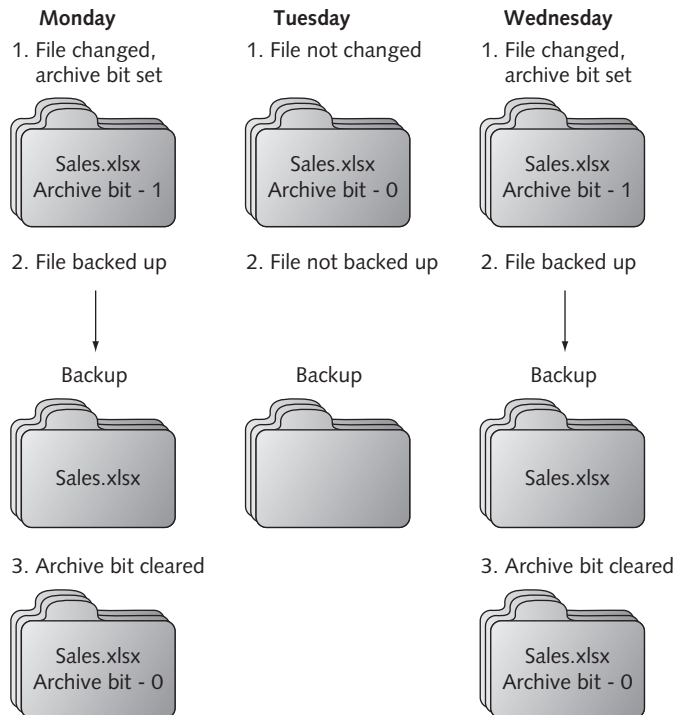 Monday
1. File changed,
archive bit set
Sales.xlsx
Archive bit - 1
2. File backed up
Backup
Sales.xlsx
3. Archive bit cleared
Sales.xlsx
Archive bit - 0
Tuesday
1. File not changed
Sales.xlsx
Archive bit - 0
2. File not backed up
Backup
Wednesday
1. File changed,
archive bit set
Sales.xlsx
Archive bit - 1
2. File backed up
Backup
Sales.xlsx
3. Archive bit cleared
Sales.xlsx
Archive bit - 0